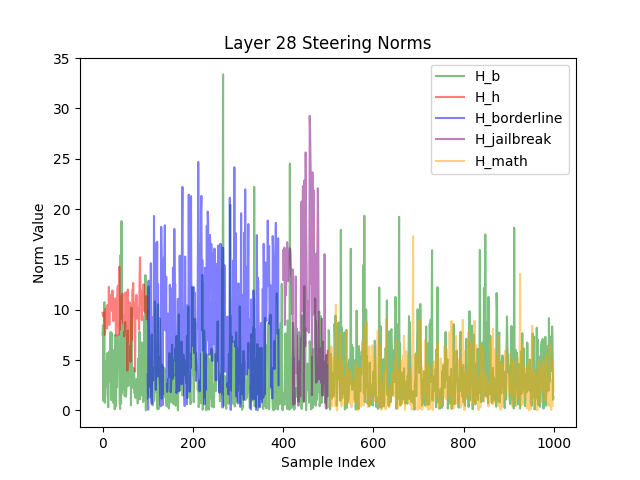 Layer 28 Steering Norms
Norm Value
35
30
25
20
15
10
5
0
H_b
H_h
H_borderline
H_jailbreak
H_math
0
200
400
600
800
1000
Sample Index